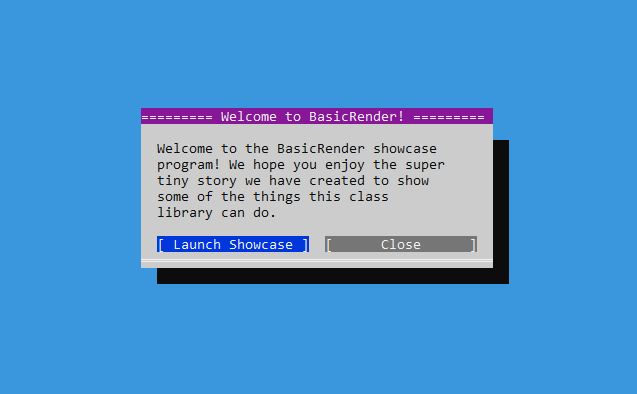 ========= Welcome to BasicRender! =========
Welcome to the BasicRender showcase
program! We hope you enjoy the super
tiny story we have created to show
some of the things this class
library can do.
[ Launch Showcase ] [ Close ]